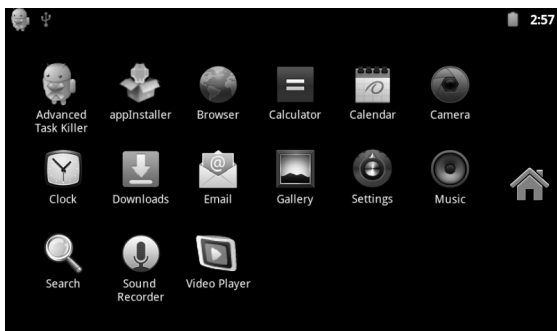 2:57
Advanced
Task Killer
appInstaller
Browser
Calculator
Calendar
Camera
Clock
Downloads
Email
Gallery
Settings
Music
Search
Sound
Recorder
Video Player